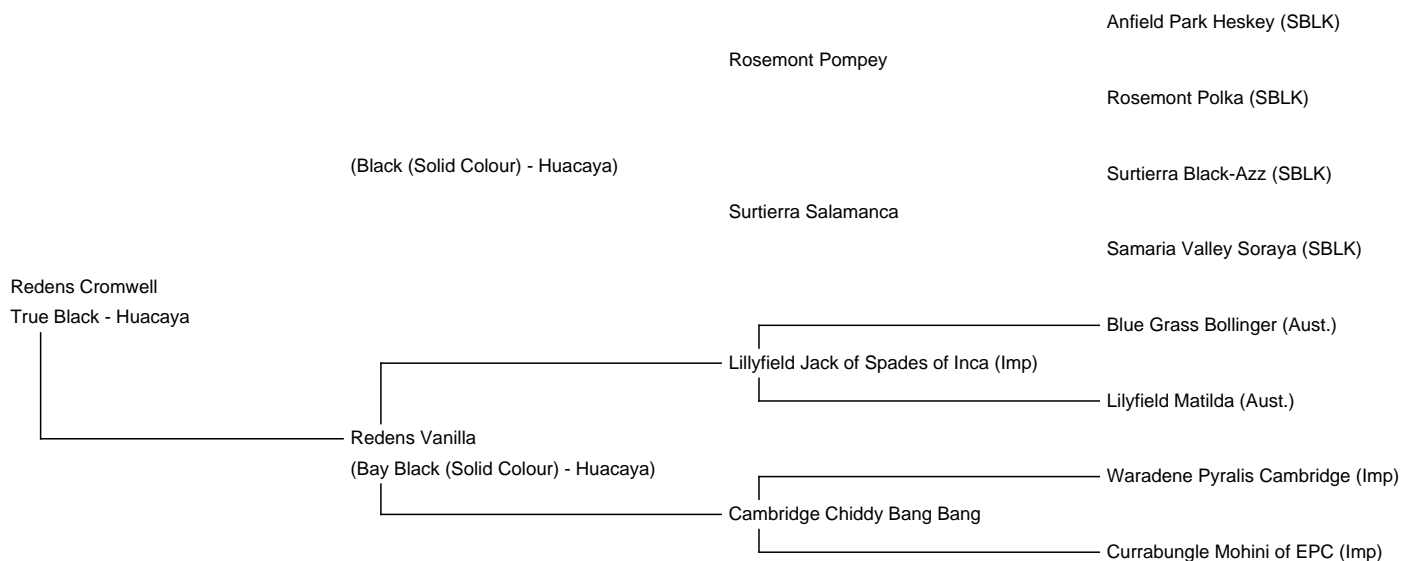 Anfield Park Heskey (SBLK)
Rosemont Pompey
Rosemont Polka (SBLK)
(Black (Solid Colour) - Huacaya)
Surtierra Black-Azz (SBLK)
Surtierra Salamanca
Samaria Valley Soraya (SBLK)
Redens Cromwell
True Black - Huacaya
Blue Grass Bollinger (Aust.)
Lillyfield Jack of Spades of Inca (Imp)
Lilyfield Matilda (Aust.)
Redens Vanilla
(Bay Black (Solid Colour) - Huacaya)
Waradene Pyralis Cambridge (Imp)
Cambridge Chiddy Bang Bang
Currabungle Mohini of EPC (Imp)